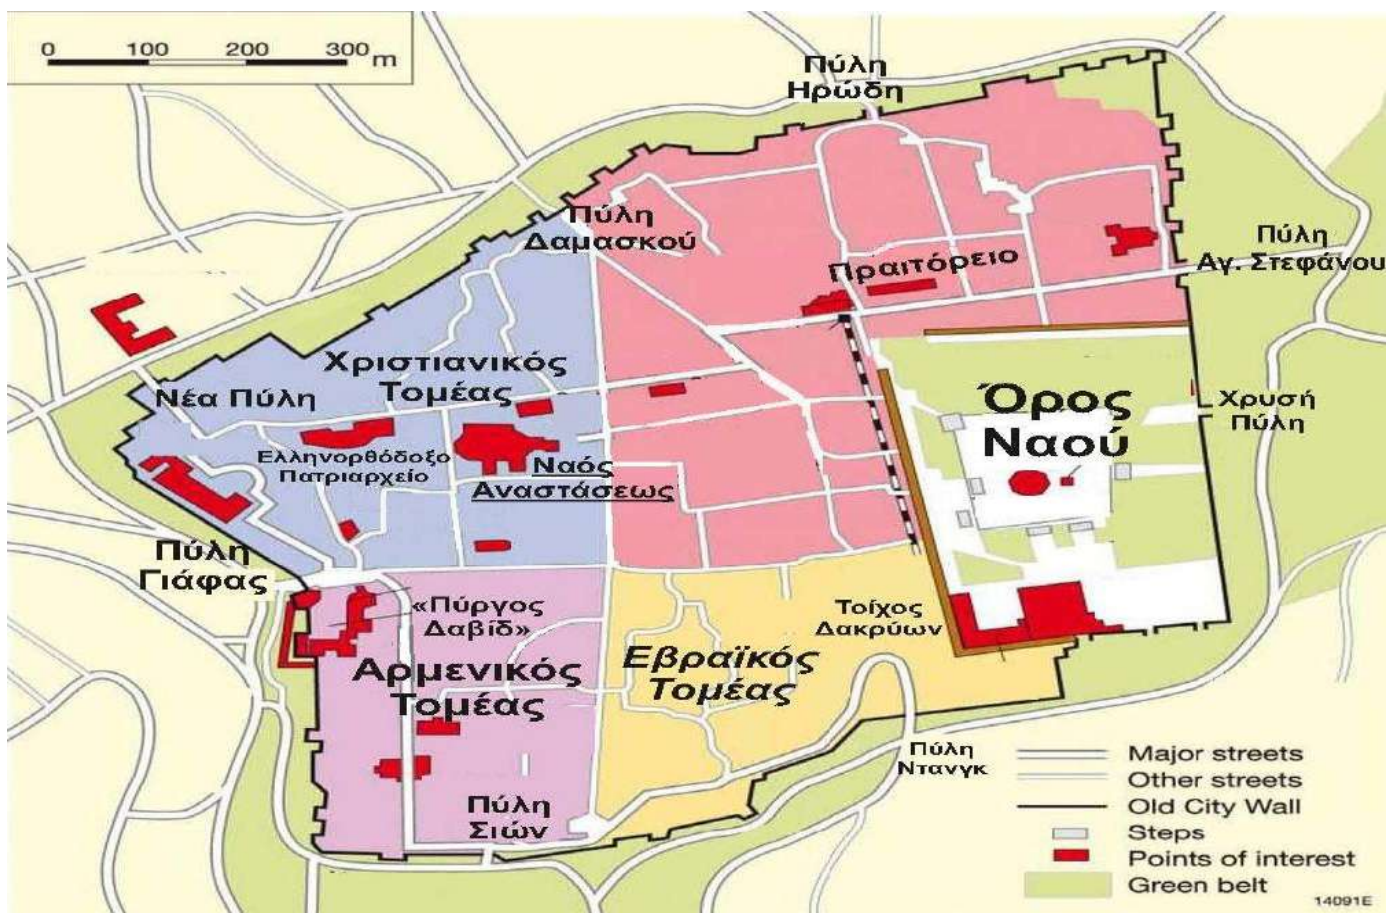 0 100 200 300 m
Πύλη
Ηρώδη
Πύλη
Δαμασκού
Πραιτόρειο
Πύλη
Αγ. Στεφάνου
Χριστιανικός
Τομέας
Νέα Πύλη
Όρος
Ναού
Χρυσή
Πύλη
Ελληνορθόδοξο
Πατριαρχείο
Ναός
Αναστάσεως
Πύλη
Γιάφας
«Πύργος
Δαβίδ»
Τοίχος
Δακρύων
Αρμενικός
Τομέας
Εβραϊκός
Τομέας
Πύλη
Ντανγκ
Πύλη
Σιών
Major streets
Other streets
Old City Wall
Steps
Points of interest
Green belt
14091E